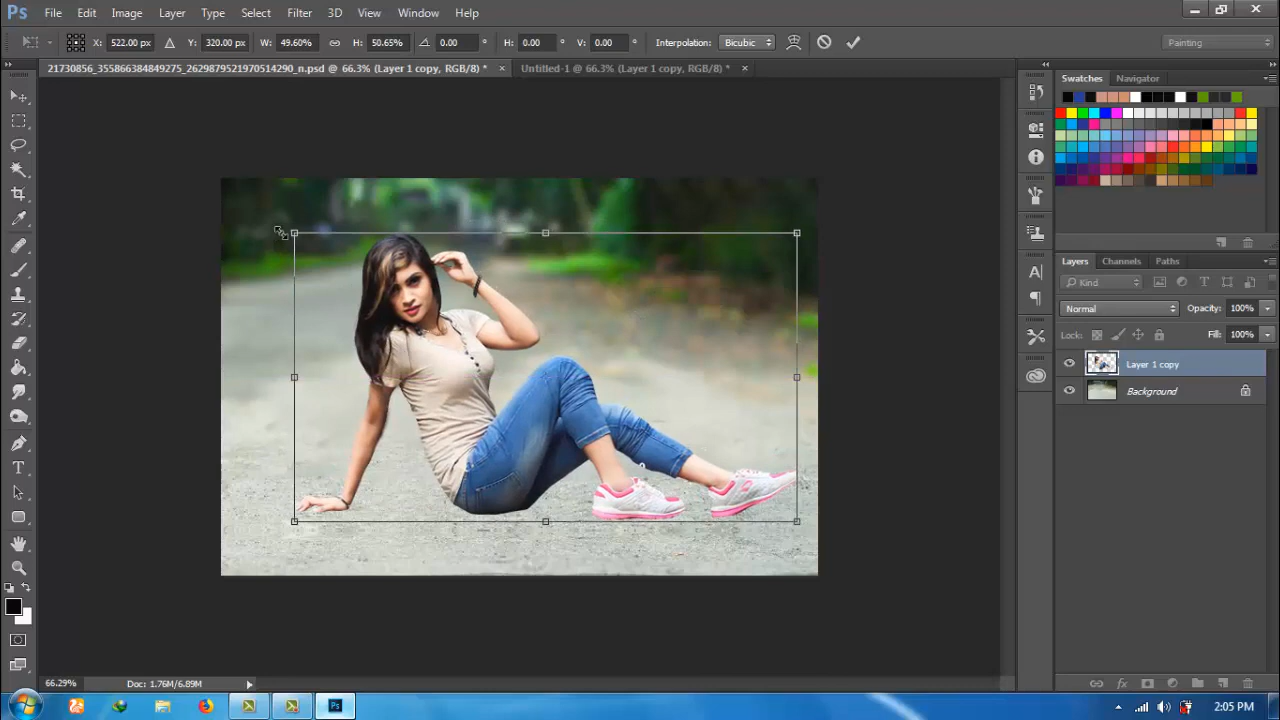 Ps File Edit Image Layer Type Select Filter 3D View Window Help
X: 522.00 px Y: 320.00 px W: 49.60% H: 50.65% 0.00 ° H: 0.00 ° V: 0.00 ° Interpolation: Bicubic Painting
21730856_355866384849275_2629879521970514290_n.psd @ 66.3% (Layer 1 copy, RGB/8) * × Untitled-1 @ 66.3% (Layer 1 copy, RGB/8) * ×
Swatches Navigator
Layers Channels Paths
Kind
Normal Opacity: 100%
Lock: Fill: 100%
Layer 1 copy
Background
66.29% Doc: 1.76M/6.89M
Ps 2:05 PM